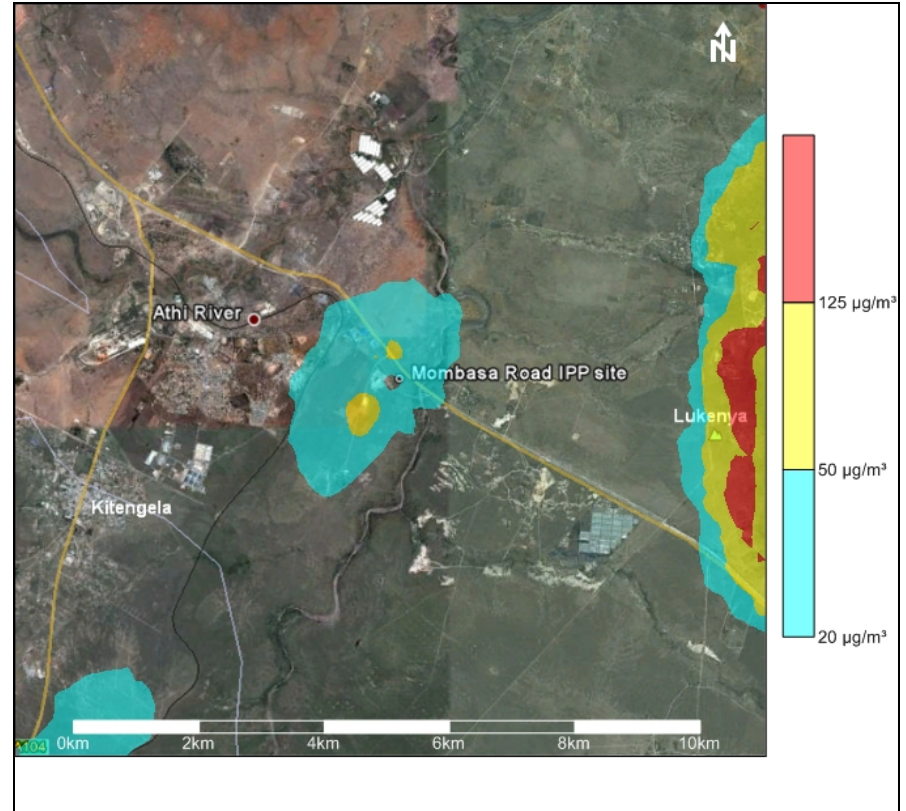 N
Athi River
Mombasa Road IPP site
Lukenya
Kitengela
A104
0km 2km 4km 6km 8km 10km
125 µg/m³
50 µg/m³
20 µg/m³